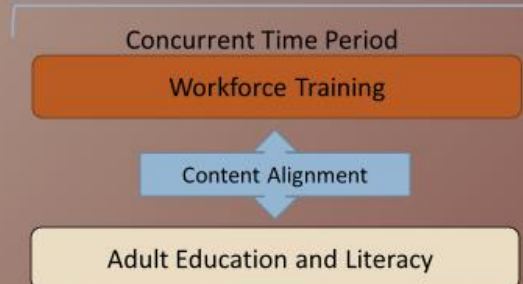 Concurrent Time Period
Workforce Training
Content Alignment
Adult Education and Literacy